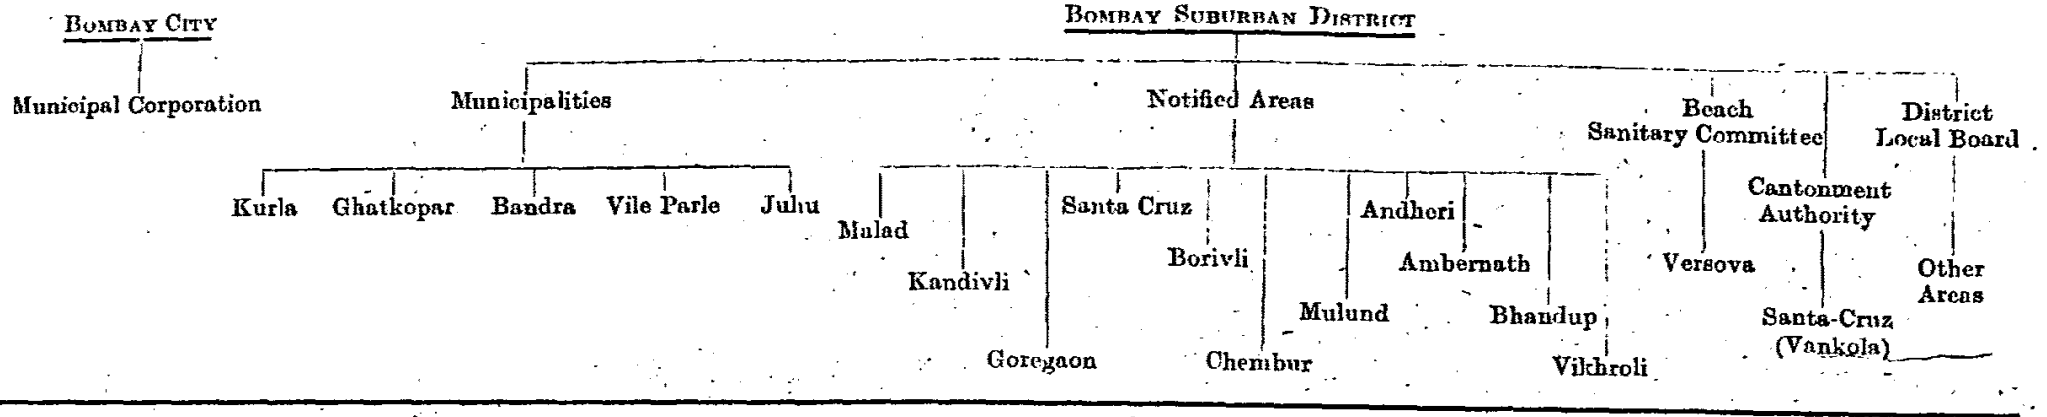 BOMBAY CITY
BOMBAY SUBURBAN DISTRICT
Municipal Corporation
Municipalities
Notified Areas
Beach
Sanitary Committee
District
Local Board
Kurla
Ghatkopar
Bandra
Vile Parle
Juhu
Malad
Kandivli
Goregaon
Santa Cruz
Borivli
Chembur
Mulund
Andheri
Ambernath
Bhandup
Vikhroli
Versova
Cantonment
Authority
Santa-Cruz
(Vankola)
Other
Areas